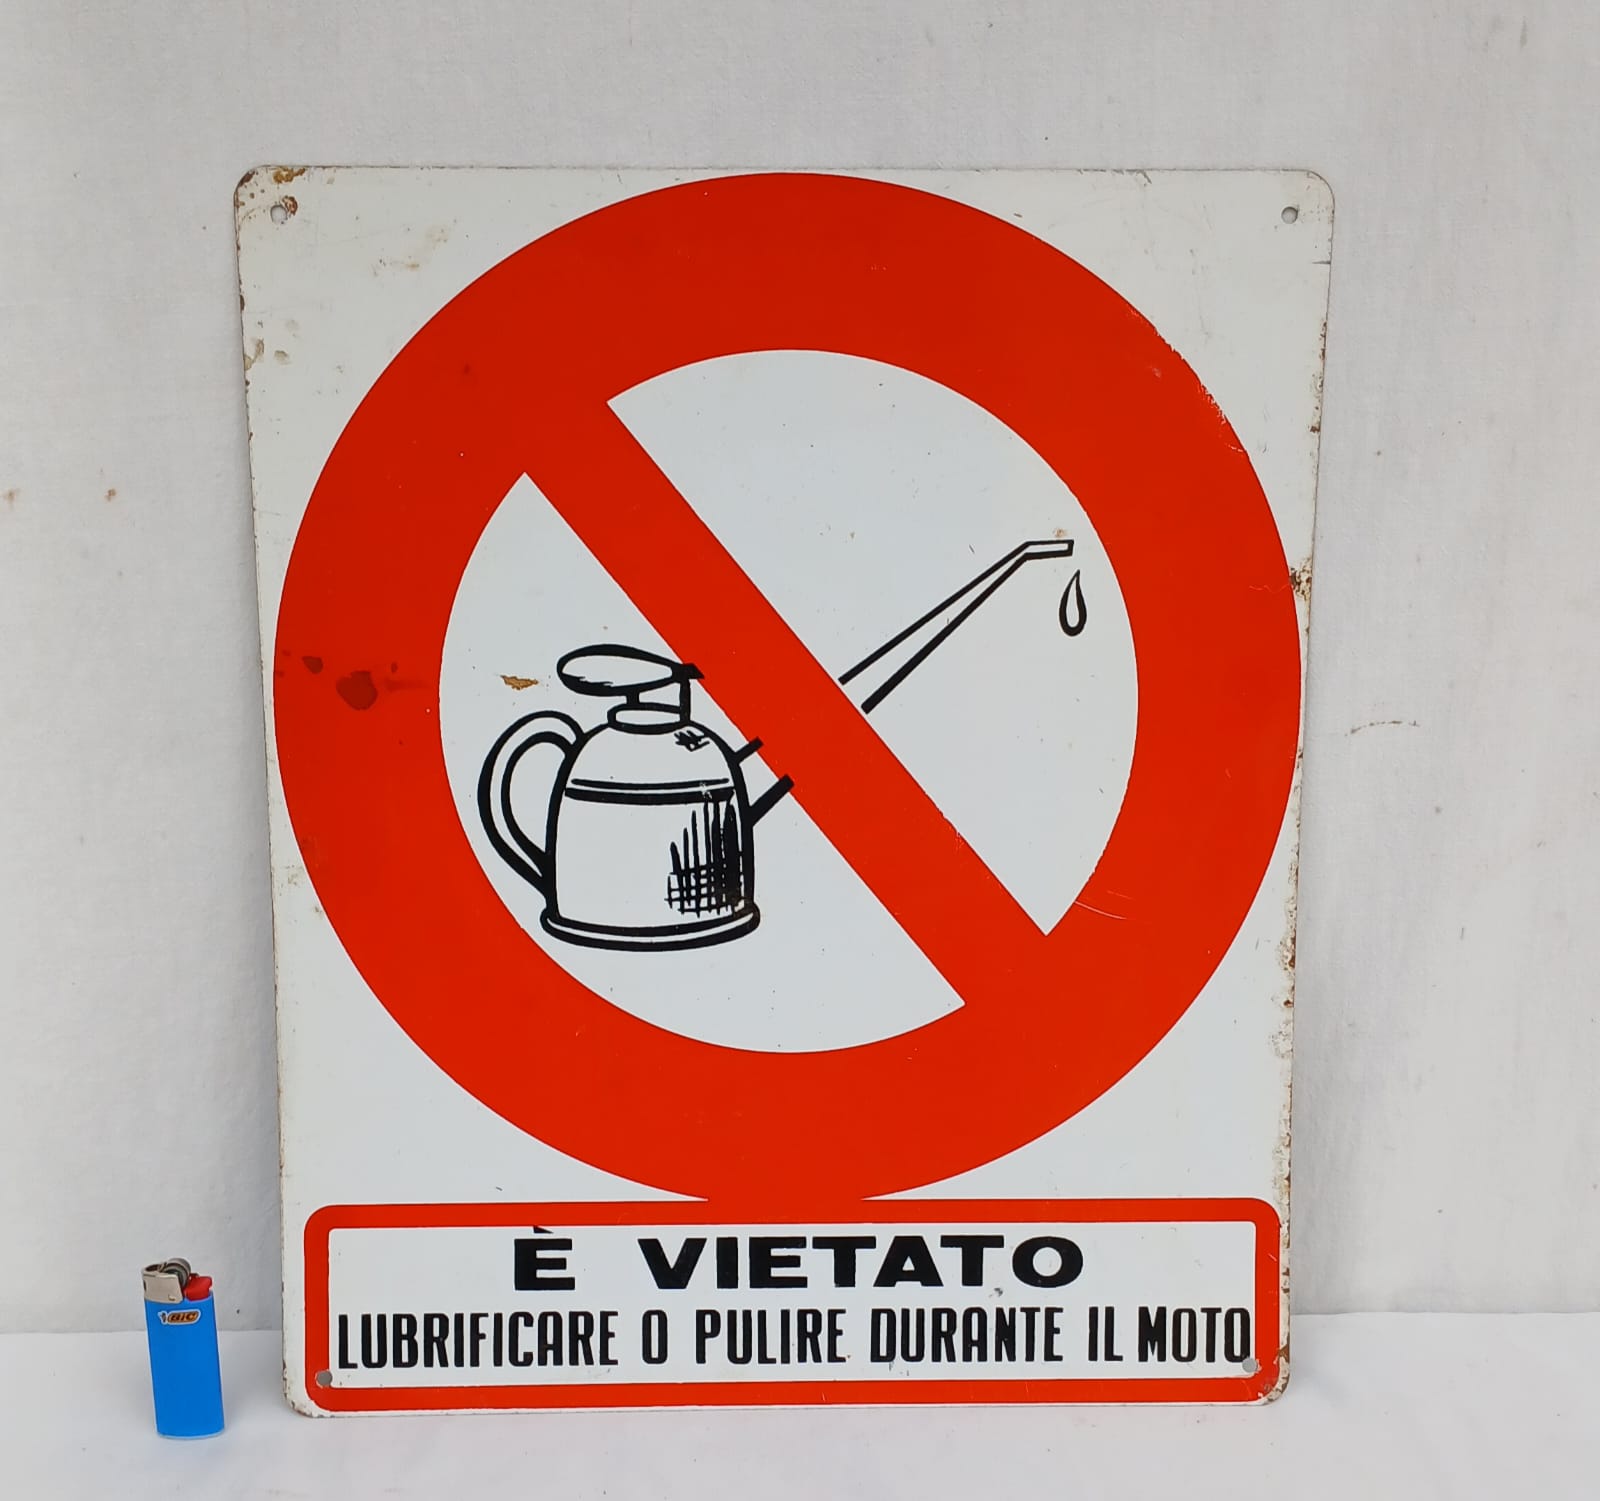 È VIETATO
LUBRIFICARE O PULIRE DURANTE IL MOTO
BIC